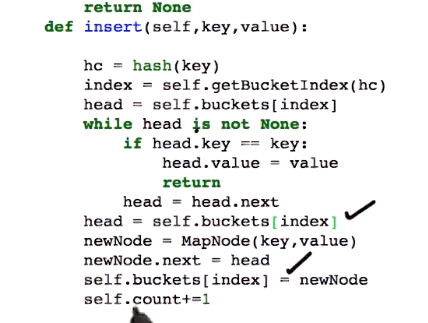 return None
    def insert(self,key,value):
        hc = hash(key)
        index = self.getBucketIndex(hc)
        head = self.buckets[index]
        while head is not None:
            if head.key == key:
                head.value = value
                return
            head = head.next
        head = self.buckets[index]
        newNode = MapNode(key,value)
        newNode.next = head
        self.buckets[index] = newNode
        self.count+=1